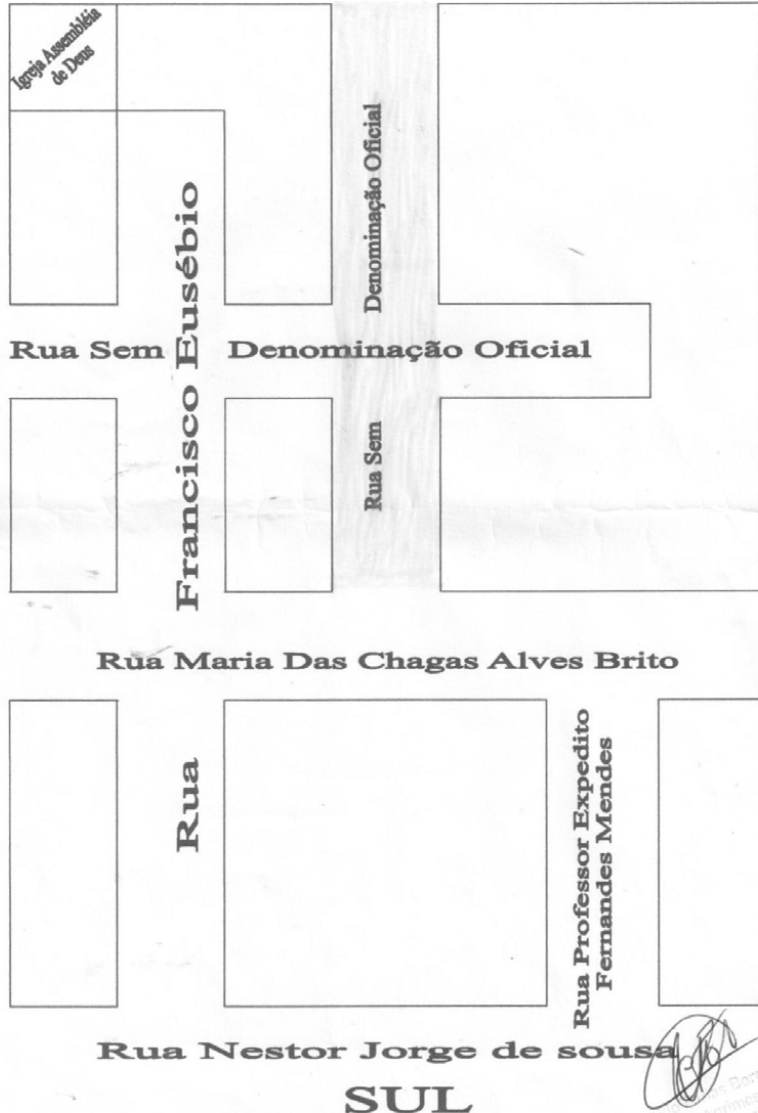 Igreja Assembléia
de Deus
Denominação Oficial
Rua Sem
Rua Sem Denominação Oficial
Rua Francisco Eusébio
Rua Maria Das Chagas Alves Brito
Rua Professor Expedito
Fernandes Mendes
Rua Nestor Jorge de sousa
SUL